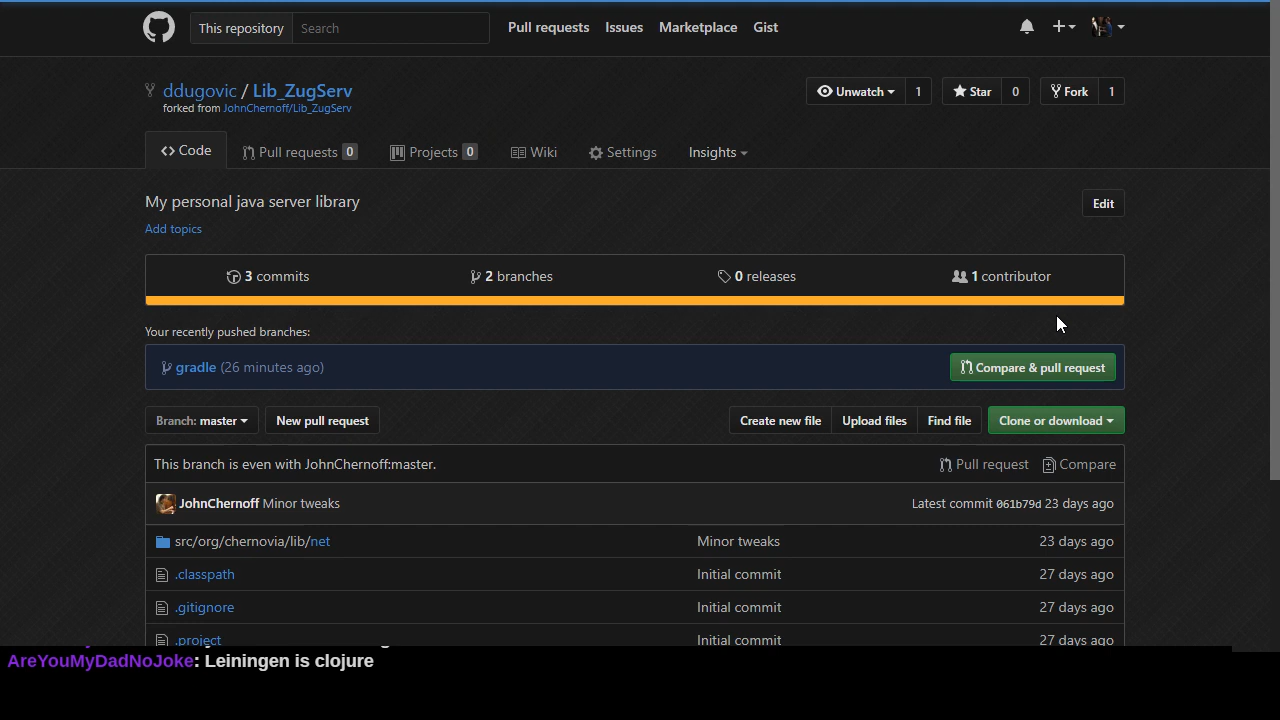 This repository Search Pull requests Issues Marketplace Gist
ddugovic / Lib_ZugServ Unwatch 1 Star 0 Fork 1
forked from JohnChernoff/Lib_ZugServ
Code Pull requests 0 Projects 0 Wiki Settings Insights
My personal java server library Edit
Add topics
3 commits 2 branches 0 releases 1 contributor
Your recently pushed branches:
gradle (26 minutes ago) Compare & pull request
Branch: master New pull request Create new file Upload files Find file Clone or download
This branch is even with JohnChernoff:master. Pull request Compare
JohnChernoff Minor tweaks Latest commit 061b79d 23 days ago
src/org/chernovia/lib/net Minor tweaks 23 days ago
.classpath Initial commit 27 days ago
.gitignore Initial commit 27 days ago
.project Initial commit 27 days ago
AreYouMyDadNoJoke: Leiningen is clojure